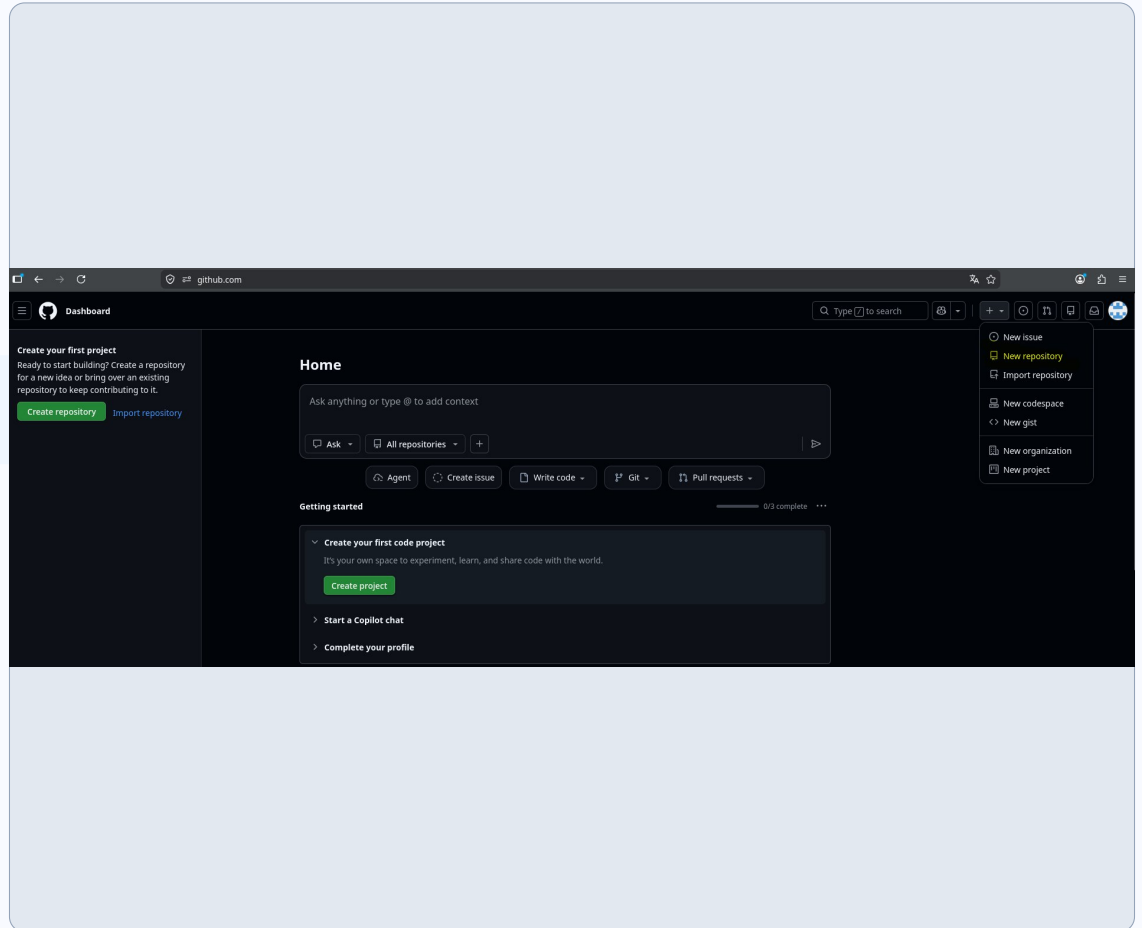 github.com
Dashboard
Type / to search
Create your first project
Ready to start building? Create a repository
for a new idea or bring over an existing
repository to keep contributing to it.
Create repository
Import repository
Home
Ask anything or type @ to add context
Ask
All repositories
Agent
Create issue
Write code
Git
Pull requests
Getting started
0/3 complete
Create your first code project
It's your own space to experiment, learn, and share code with the world.
Create project
Start a Copilot chat
Complete your profile
New issue
New repository
Import repository
New codespace
New gist
New organization
New project